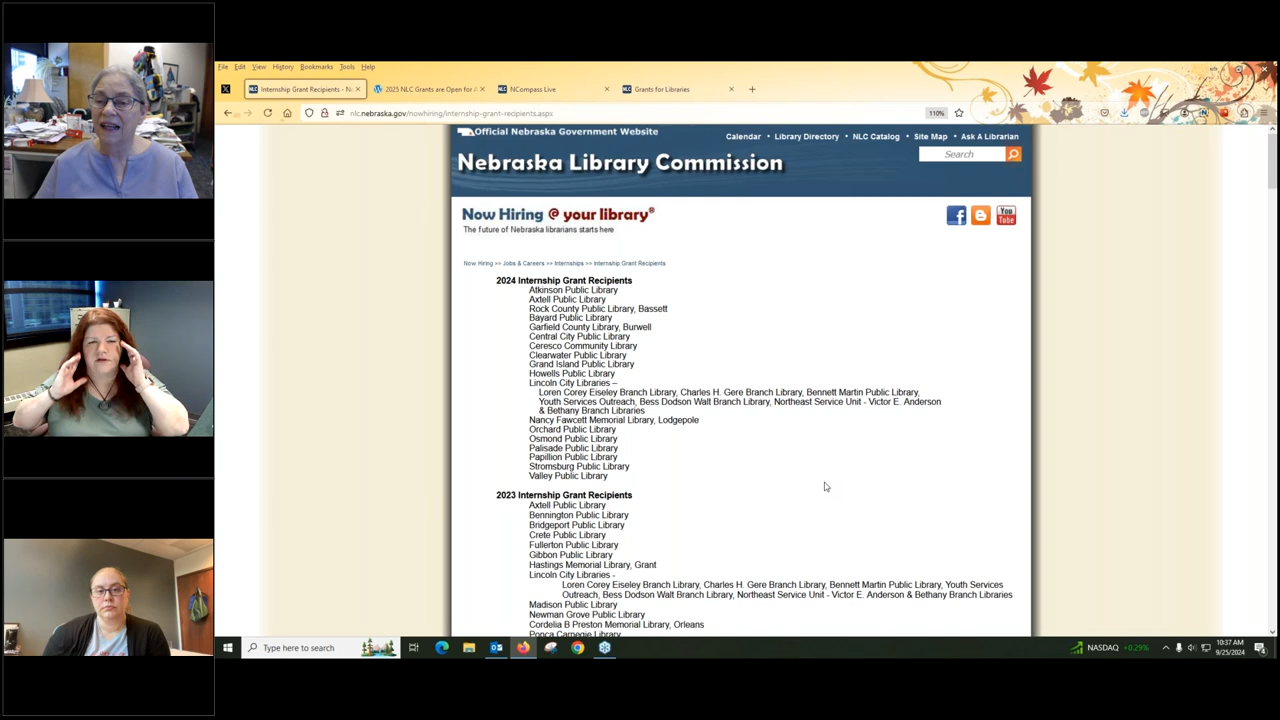 File Edit View History Bookmarks Tools Help
NLC Internship Grant Recipients - N
2025 NLC Grants are Open for A
NLC NCompass Live
NLC Grants for Libraries
nlc.nebraska.gov/nowhiring/internship-grant-recipients.aspx
110%
Official Nebraska Government Website
Calendar • Library Directory • NLC Catalog • Site Map • Ask A Librarian
Nebraska Library Commission
Search
Now Hiring @ your library®
The future of Nebraska librarians starts here
You Tube
Now Hiring >> Jobs & Careers >> Internships >> Internship Grant Recipients
2024 Internship Grant Recipients
Atkinson Public Library
Axtell Public Library
Rock County Public Library, Bassett
Bayard Public Library
Garfield County Library, Burwell
Central City Public Library
Ceresco Community Library
Clearwater Public Library
Grand Island Public Library
Howells Public Library
Lincoln City Libraries –
Loren Corey Eiseley Branch Library, Charles H. Gere Branch Library, Bennett Martin Public Library,
Youth Services Outreach, Bess Dodson Walt Branch Library, Northeast Service Unit - Victor E. Anderson
& Bethany Branch Libraries
Nancy Fawcett Memorial Library, Lodgepole
Orchard Public Library
Osmond Public Library
Palisade Public Library
Papillion Public Library
Stromsburg Public Library
Valley Public Library
2023 Internship Grant Recipients
Axtell Public Library
Bennington Public Library
Bridgeport Public Library
Crete Public Library
Fullerton Public Library
Gibbon Public Library
Hastings Memorial Library, Grant
Lincoln City Libraries -
Loren Corey Eiseley Branch Library, Charles H. Gere Branch Library, Bennett Martin Public Library, Youth Services
Outreach, Bess Dodson Walt Branch Library, Northeast Service Unit - Victor E. Anderson & Bethany Branch Libraries
Madison Public Library
Newman Grove Public Library
Cordelia B Preston Memorial Library, Orleans
Ponca Carnegie Library
Type here to search
NASDAQ +0.29%
10:37 AM
9/25/2024